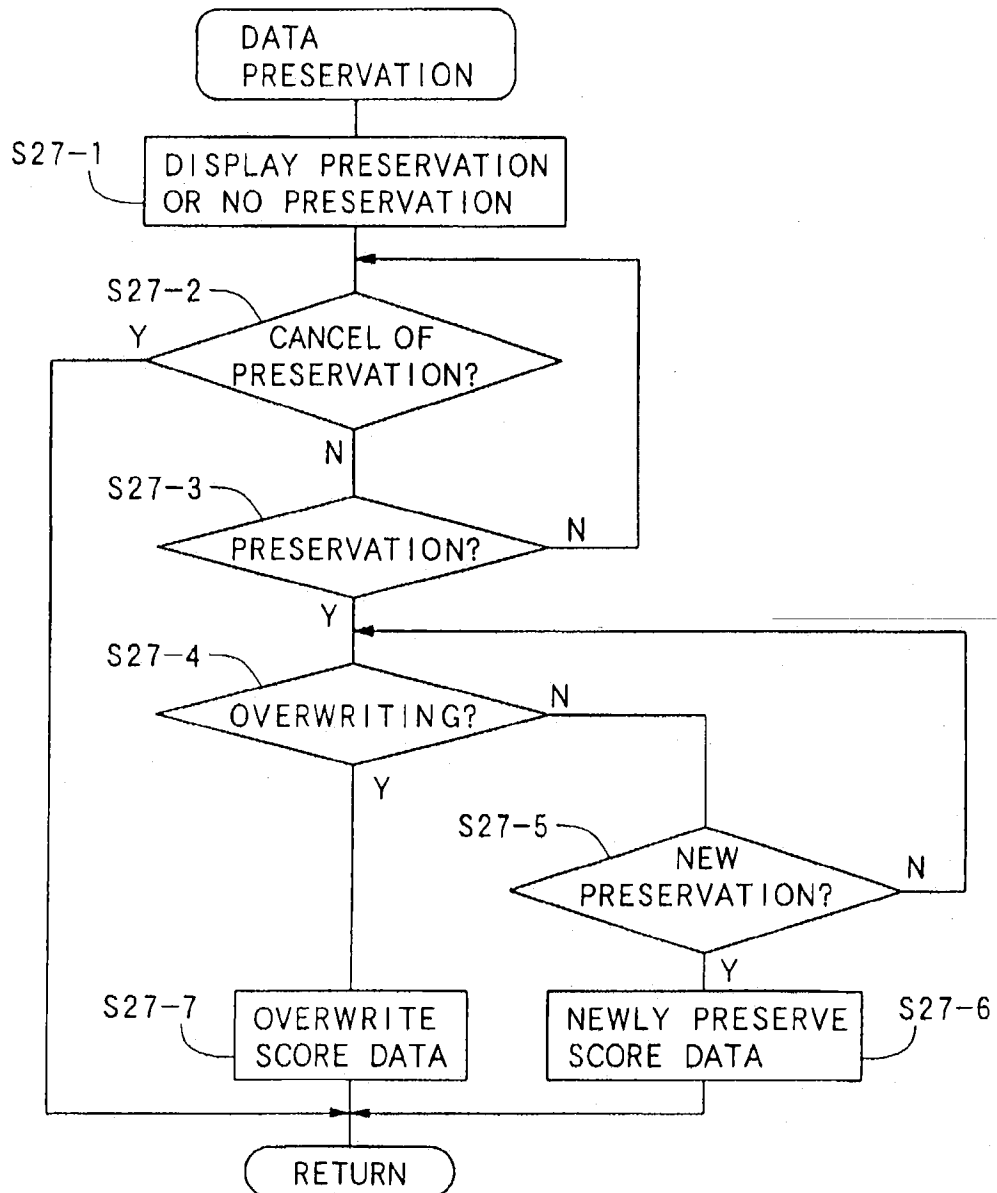 DATA
PRESERVATION
S27-1
DISPLAY PRESERVATION
OR NO PRESERVATION
S27-2
Y
CANCEL OF
PRESERVATION?
N
S27-3
PRESERVATION?
N
Y
S27-4
OVERWRITING?
N
Y
S27-5
NEW
PRESERVATION?
N
Y
S27-7
OVERWRITE
SCORE DATA
NEWLY PRESERVE
SCORE DATA
S27-6
RETURN